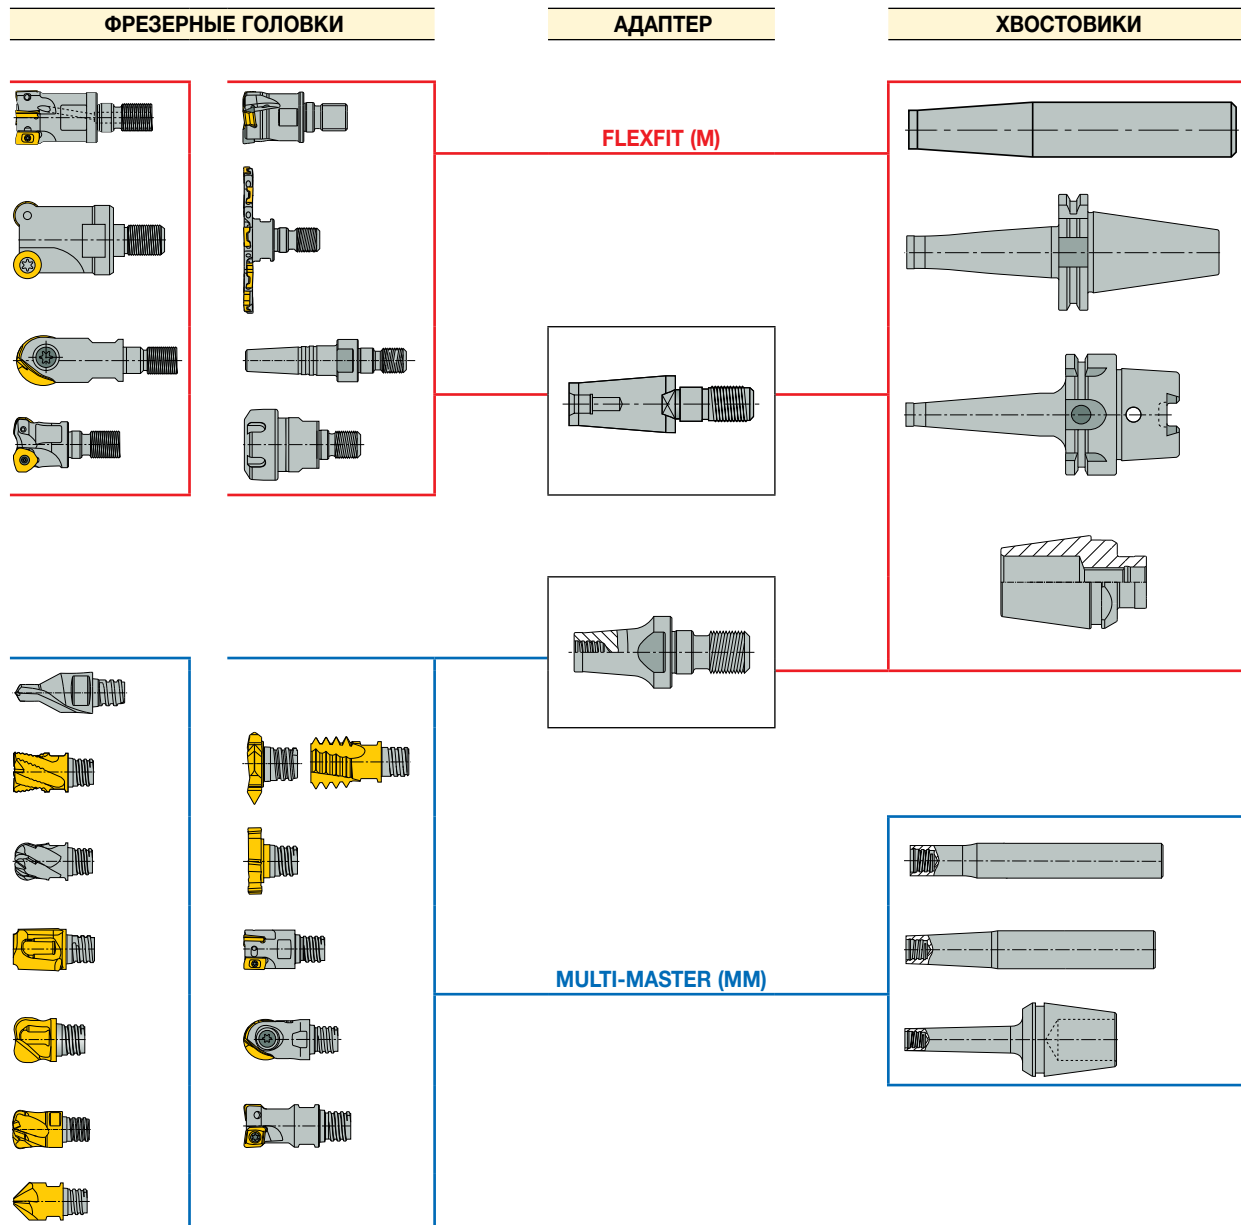 ФРЕЗЕРНЫЕ ГОЛОВКИ
АДАПТЕР
ХВОСТОВИКИ
FLEXFIT (M)
MULTI-MASTER (MM)